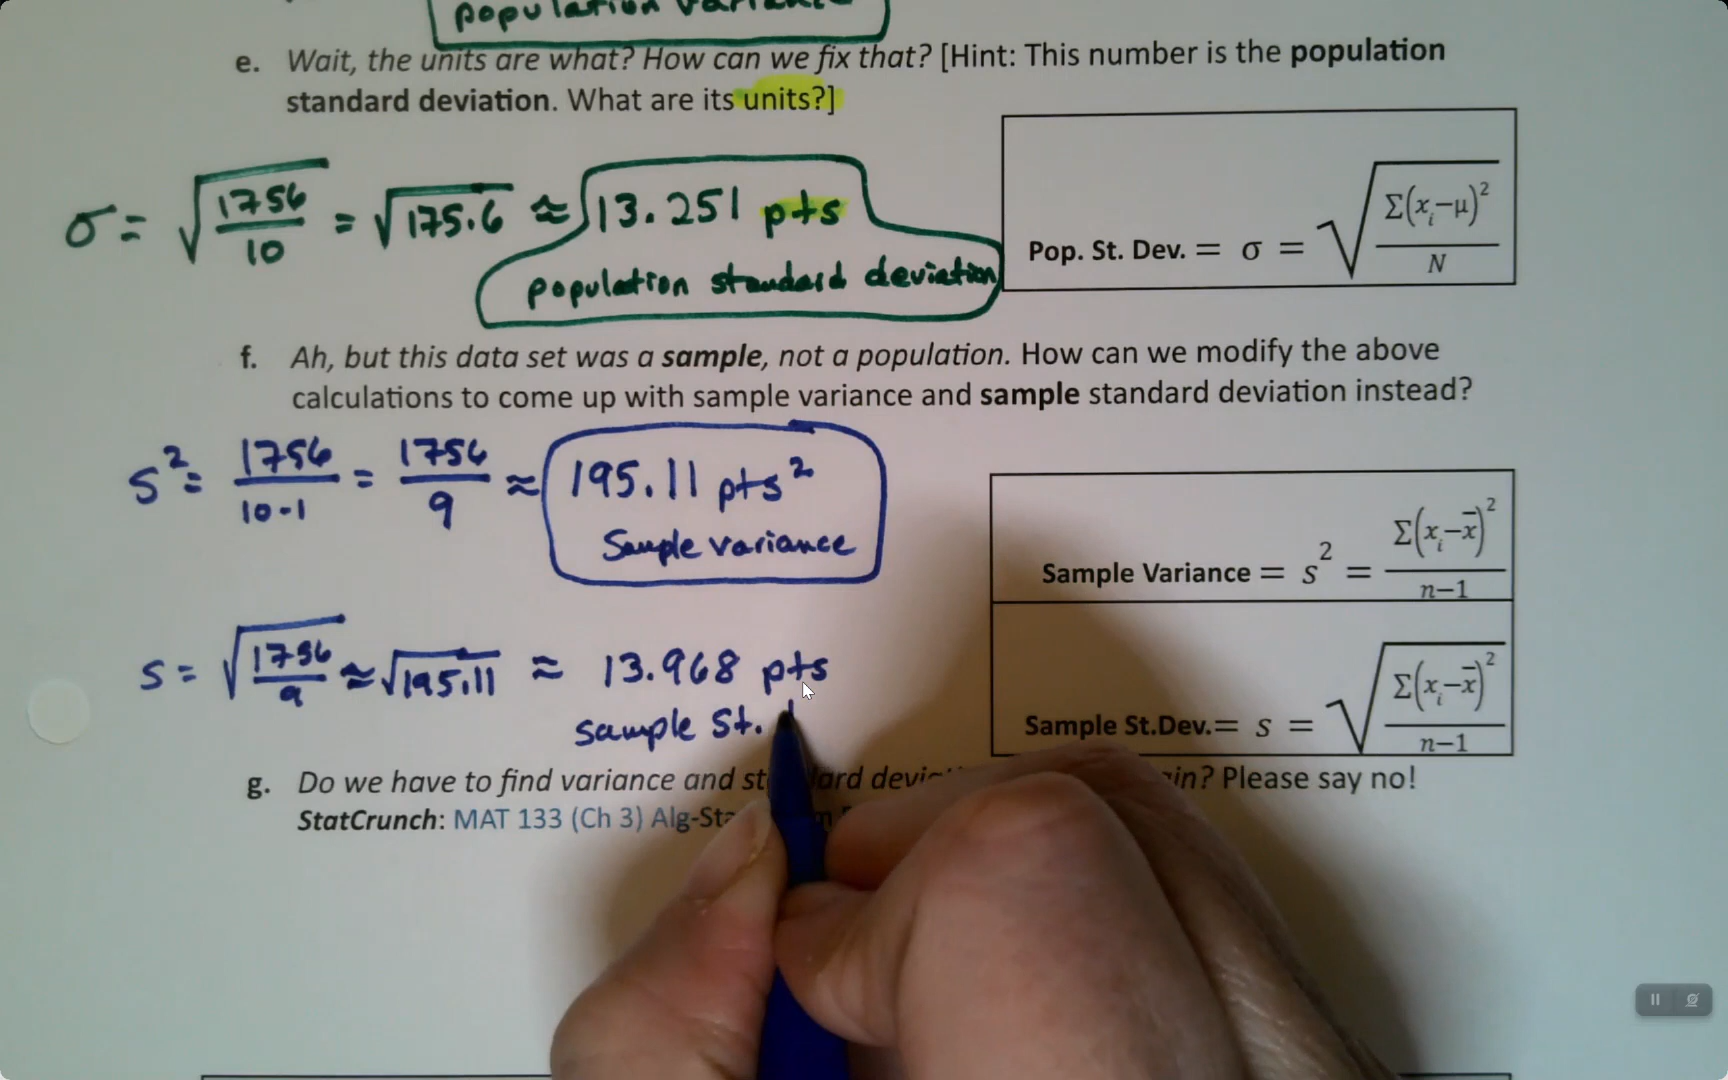 population variance
e. Wait, the units are what? How can we fix that? [Hint: This number is the population
standard deviation. What are its units?]
σ = √(1756/10) = √175.6 ≈ 13.251 pts
population standard deviation
Pop. St. Dev. = σ = √(Σ(xᵢ−μ)²/N)
f. Ah, but this data set was a sample, not a population. How can we modify the above
calculations to come up with sample variance and sample standard deviation instead?
s² = 1756/10-1 = 1756/9 ≈ 195.11 pts²
Sample variance
Sample Variance = s² = Σ(xᵢ−x̄)²/n−1
s = √(1756/9) ≈ √195.11 ≈ 13.968 pts
sample St.
Sample St.Dev.= s = √(Σ(xᵢ−x̄)²/n−1)
g. Do we have to find variance and Please say no!
StatCrunch: MAT 133 (Ch 3)